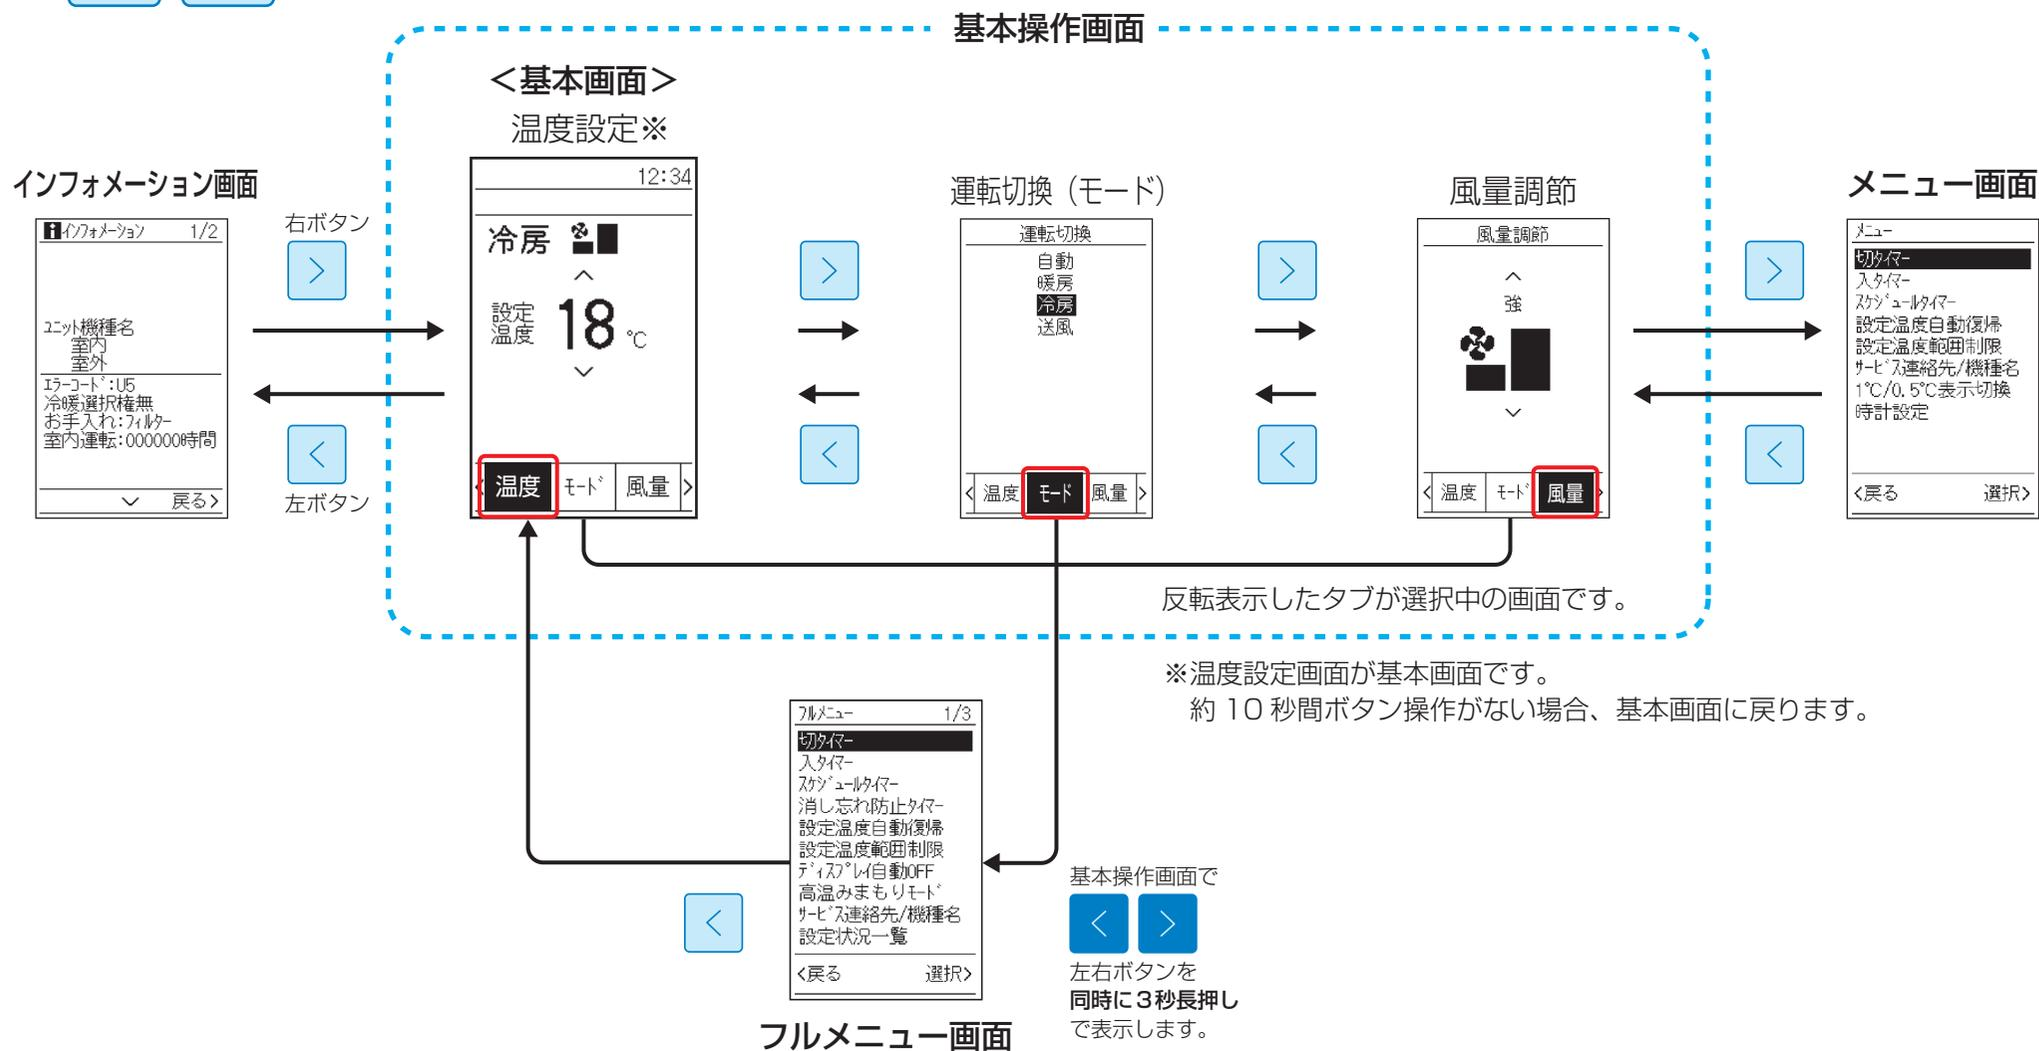 基本操作画面
＜基本画面＞
温度設定※
インフォメーション画面
インフォメーション 1/2
ユニット機種名
室内
室外
エラーコード:U5
冷暖選択権無
お手入れ:フィルター
室内運転:000000時間
戻る>
右ボタン
>
<
左ボタン
12:34
冷房
設定温度 18℃
< 温度 モード 風量 >
>
<
運転切換（モード）
運転切換
自動
暖房
冷房
送風
< 温度 モード 風量 >
>
<
風量調節
風量調節
強
< 温度 モード 風量 >
>
<
メニュー画面
メニュー
切タイマー
入タイマー
スケジュールタイマー
設定温度自動復帰
設定温度範囲制限
サービス連絡先/機種名
1℃/0.5℃表示切換
時計設定
<戻る 選択>
反転表示したタブが選択中の画面です。
※温度設定画面が基本画面です。
約 10 秒間ボタン操作がない場合、基本画面に戻ります。
フルメニュー 1/3
切タイマー
入タイマー
スケジュールタイマー
消し忘れ防止タイマー
設定温度自動復帰
設定温度範囲制限
ディスプレイ自動OFF
高温みまもりモード
サービス連絡先/機種名
設定状況一覧
<戻る 選択>
<
フルメニュー画面
基本操作画面で
< >
左右ボタンを
同時に３秒長押し
で表示します。